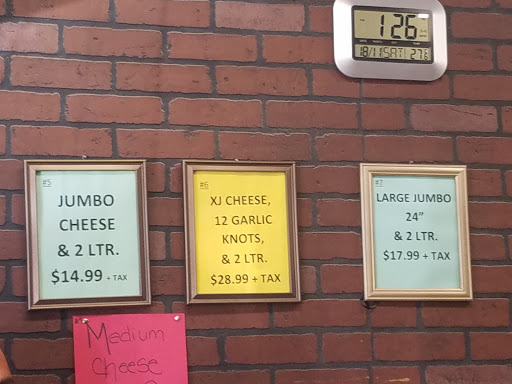 1:26
18/11 SAT 27
#5
JUMBO
CHEESE
& 2 LTR.
$14.99 + TAX
#6
XJ CHEESE,
12 GARLIC
KNOTS,
& 2 LTR.
$28.99 + TAX
#7
LARGE JUMBO
24”
& 2 LTR.
$17.99 + TAX
Medium
Cheese